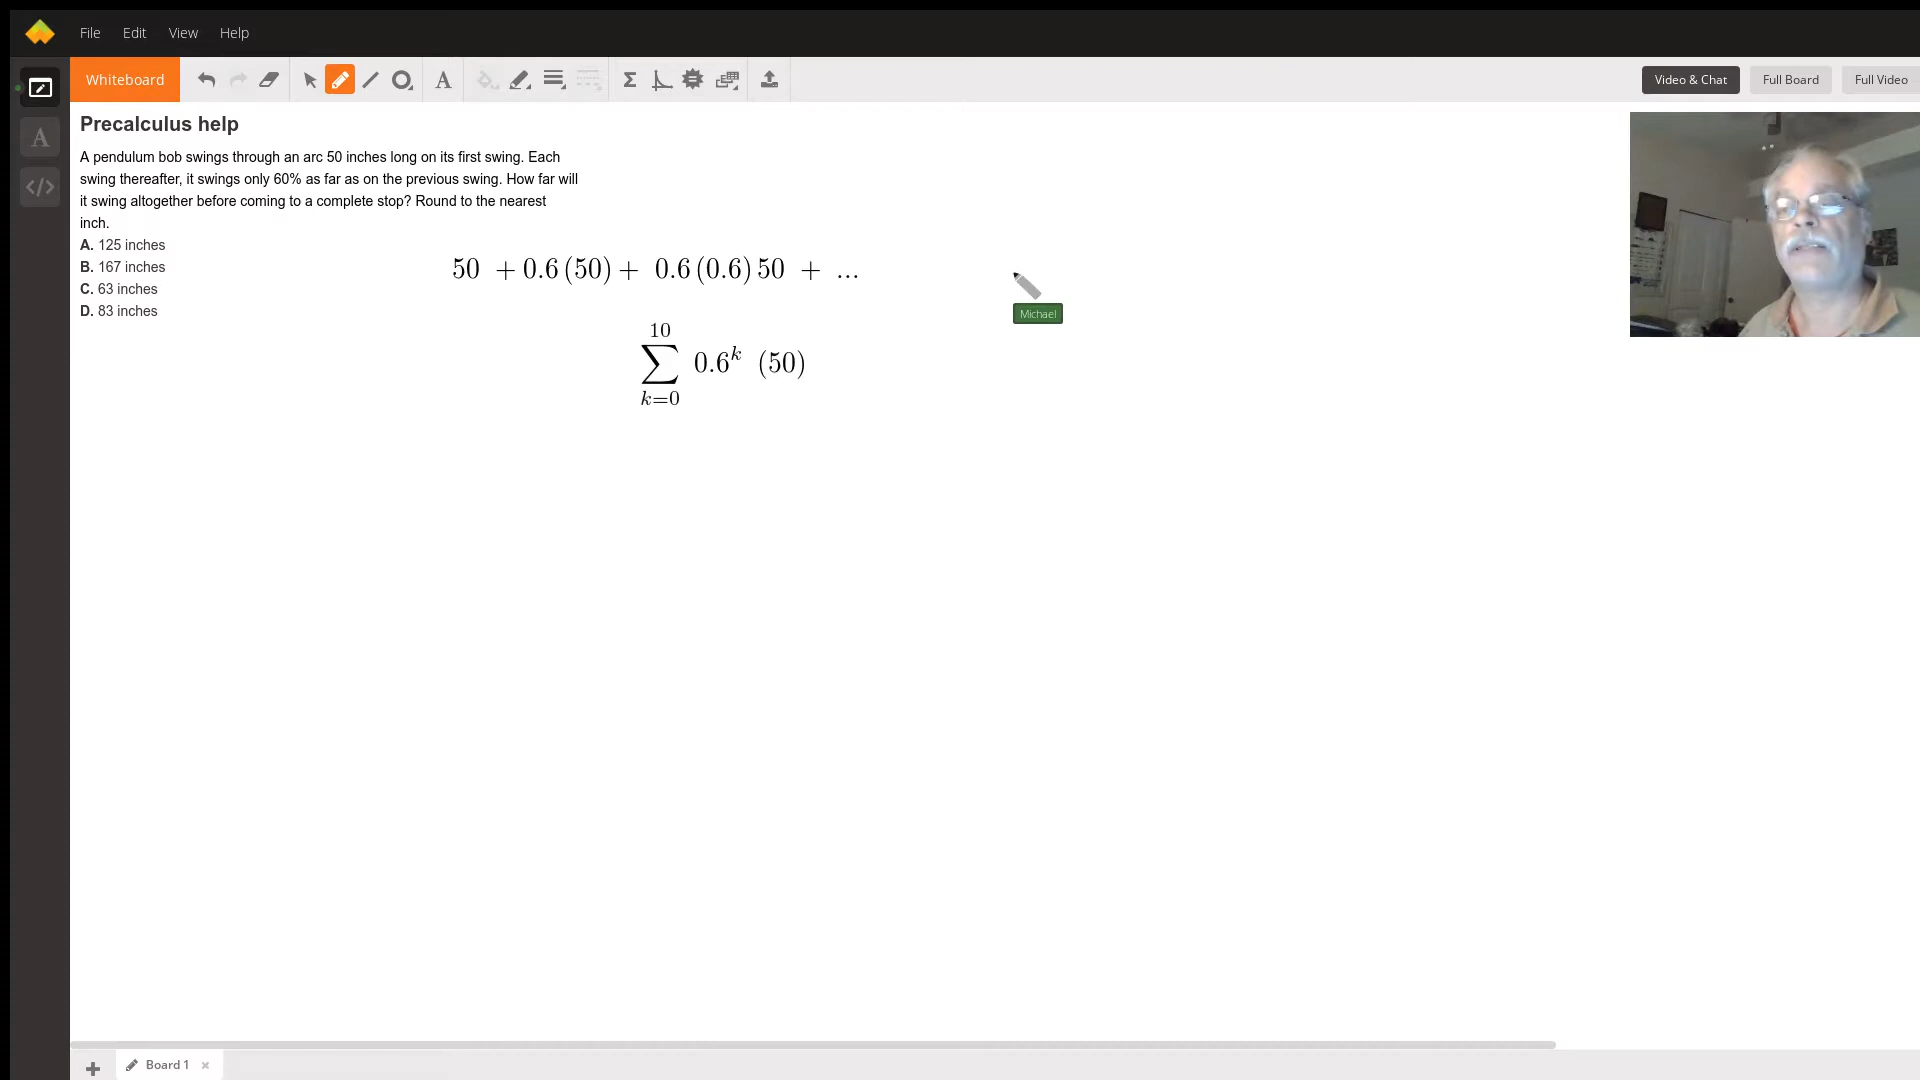 File Edit View Help
Whiteboard
A
Σ
Video & Chat Full Board Full Video
A
</>
Precalculus help
A pendulum bob swings through an arc 50 inches long on its first swing. Each
swing thereafter, it swings only 60% as far as on the previous swing. How far will
it swing altogether before coming to a complete stop? Round to the nearest
inch.
A. 125 inches
B. 167 inches
C. 63 inches
D. 83 inches
50 + 0.6 (50) + 0.6 (0.6) 50 + ...
Michael
10
∑ 0.6^k (50)
k=0
Board 1